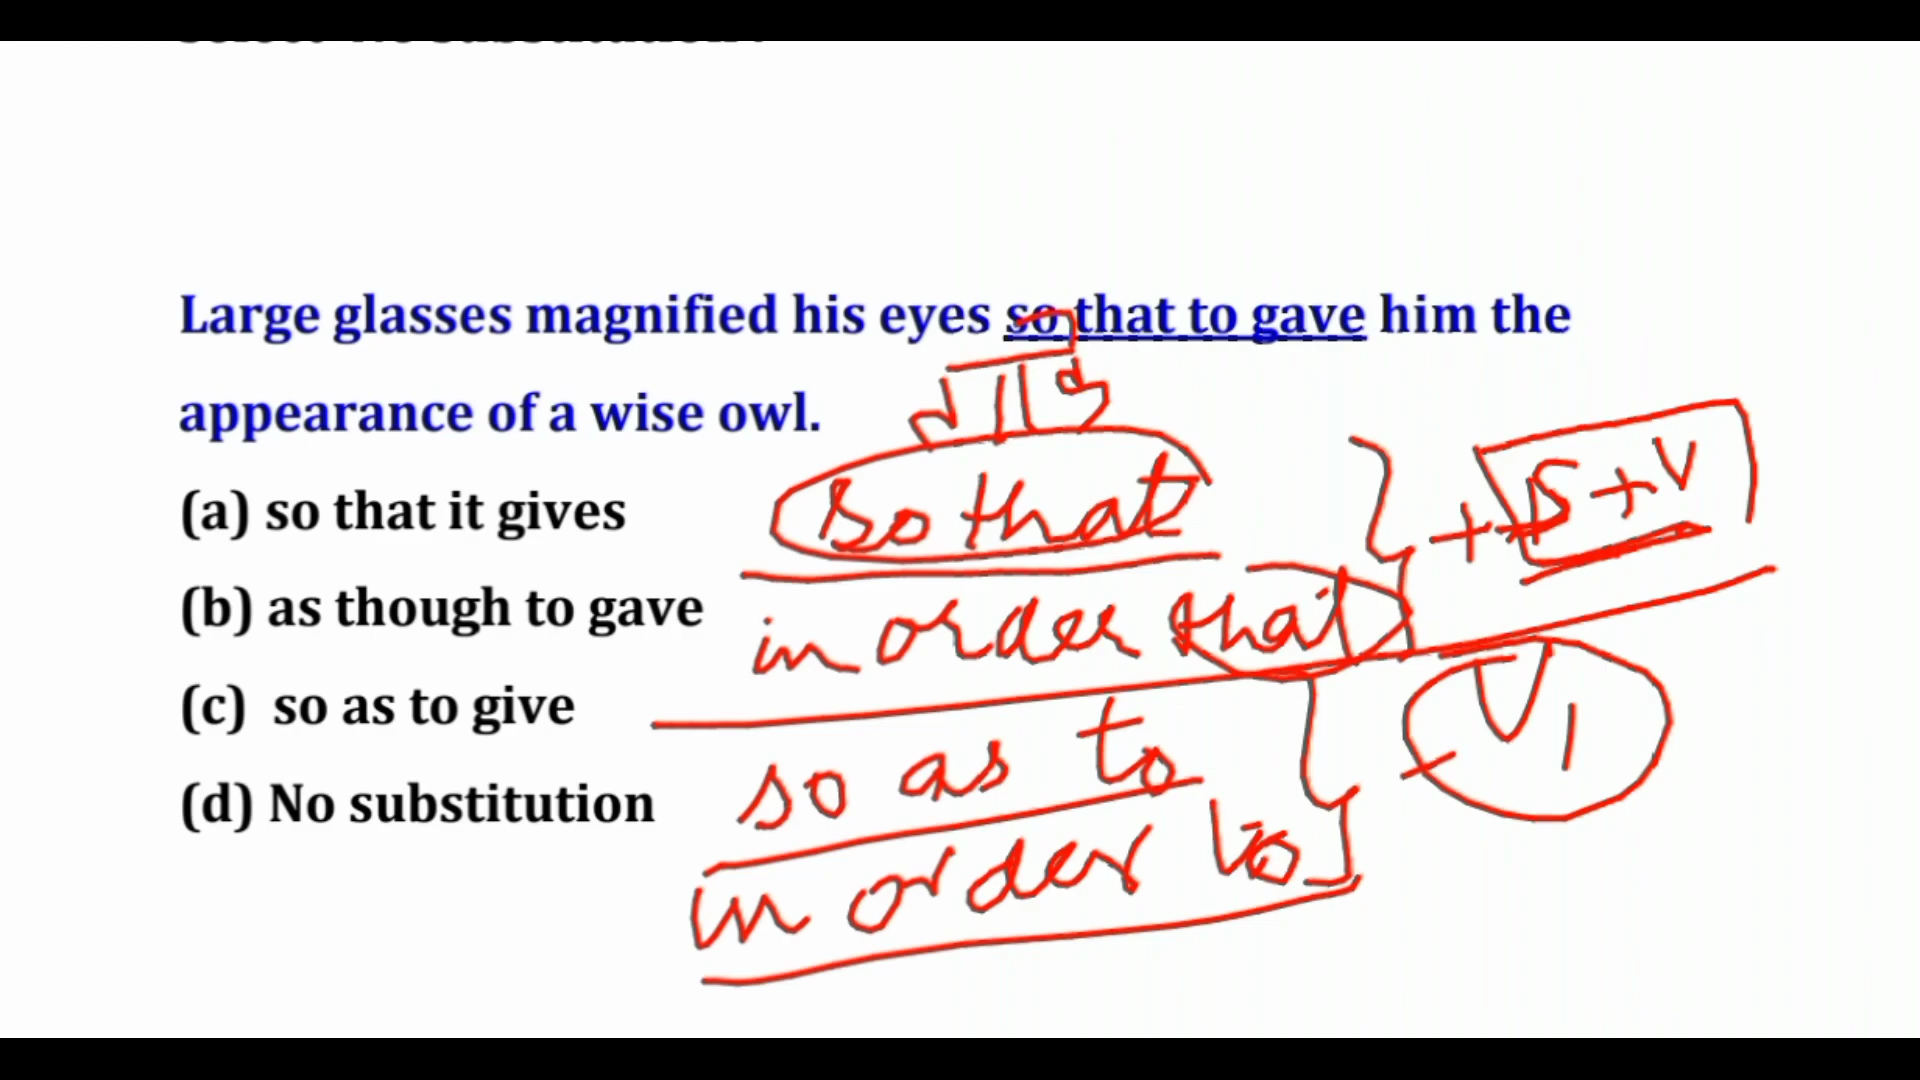 Large glasses magnified his eyes so that to gave him the
appearance of a wise owl.
(a) so that it gives
(b) as though to gave
(c) so as to give
(d) No substitution
so that
in order that
+ S+V
so as to
in order to
+ V1